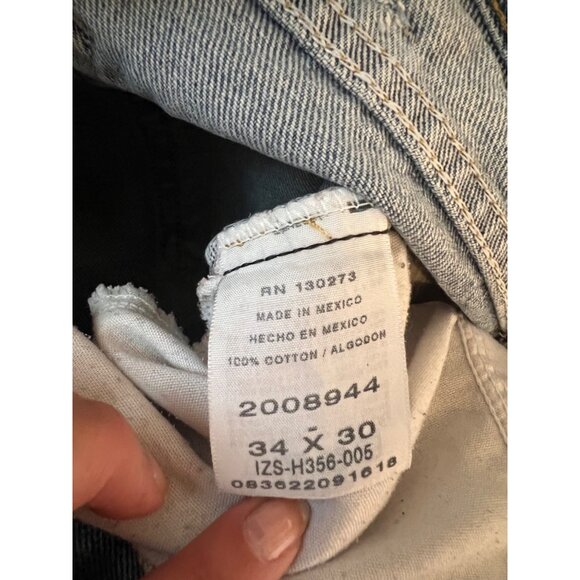 RN 130273
MADE IN MEXICO
HECHO EN MEXICO
100% COTTON / ALGODON
2008944
34 X 30
IZS-H356-005
083622091618